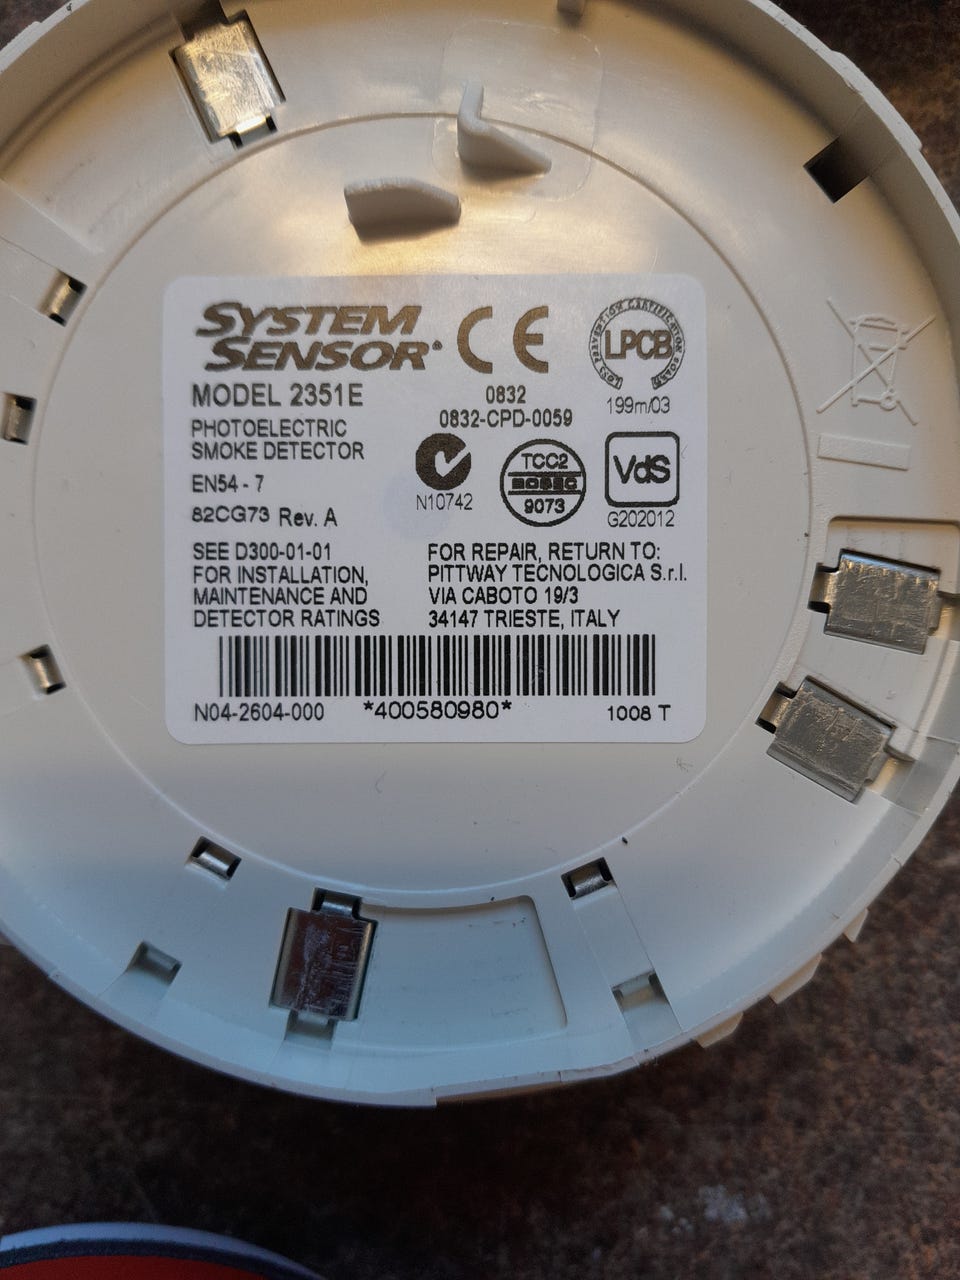 SYSTEM
SENSOR®
CE
LPCB
MODEL 2351E
0832
199m/03
0832-CPD-0059
PHOTOELECTRIC
SMOKE DETECTOR
TCC2
BOSEC
9073
VdS
EN54 - 7
N10742
82CG73 Rev. A
G202012
SEE D300-01-01
FOR INSTALLATION,
MAINTENANCE AND
DETECTOR RATINGS
FOR REPAIR, RETURN TO:
PITTWAY TECNOLOGICA S.r.l.
VIA CABOTO 19/3
34147 TRIESTE, ITALY
N04-2604-000 *400580980* 1008 T